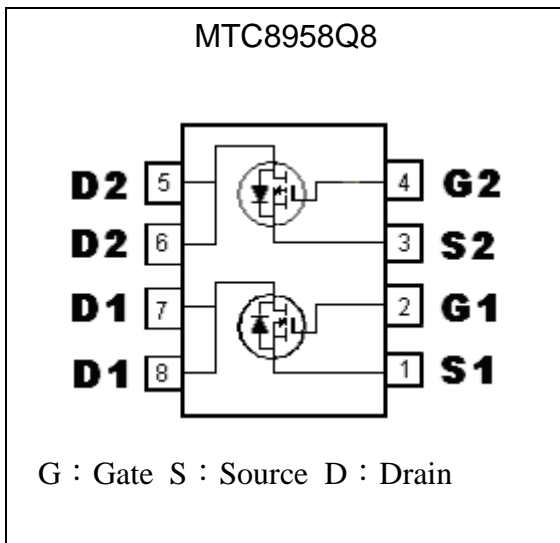 MTC8958Q8
D2 5 4 G2
D2 6 3 S2
D1 7 2 G1
D1 8 1 S1
G：Gate S：Source D：Drain